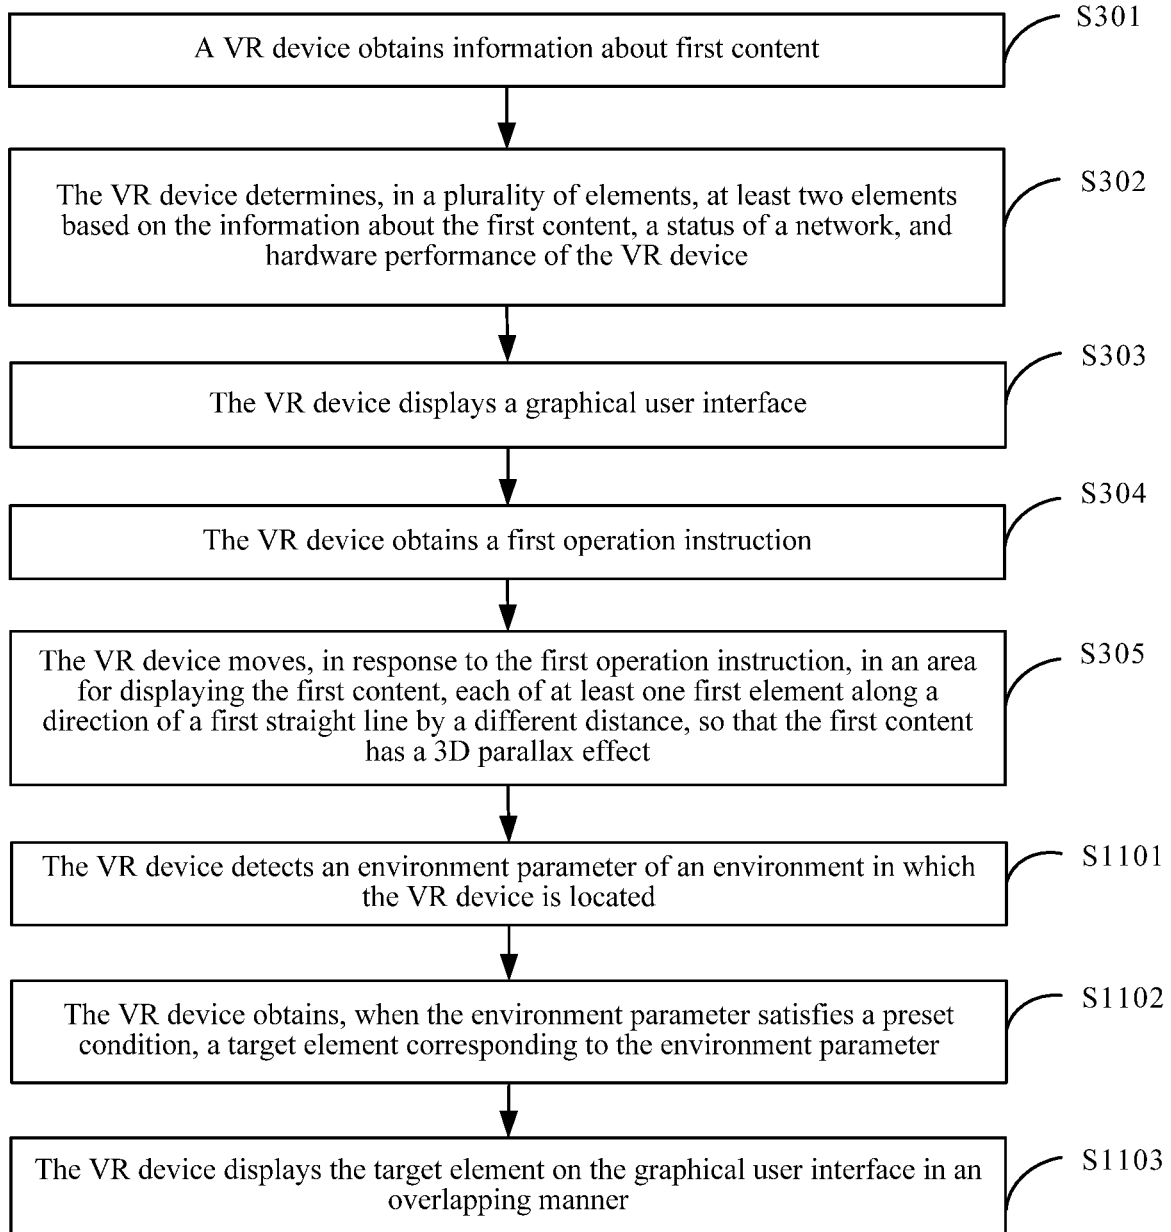 S301
A VR device obtains information about first content
S302
The VR device determines, in a plurality of elements, at least two elements
based on the information about the first content, a status of a network, and
hardware performance of the VR device
S303
The VR device displays a graphical user interface
S304
The VR device obtains a first operation instruction
S305
The VR device moves, in response to the first operation instruction, in an area
for displaying the first content, each of at least one first element along a
direction of a first straight line by a different distance, so that the first content
has a 3D parallax effect
S1101
The VR device detects an environment parameter of an environment in which
the VR device is located
S1102
The VR device obtains, when the environment parameter satisfies a preset
condition, a target element corresponding to the environment parameter
S1103
The VR device displays the target element on the graphical user interface in an
overlapping manner